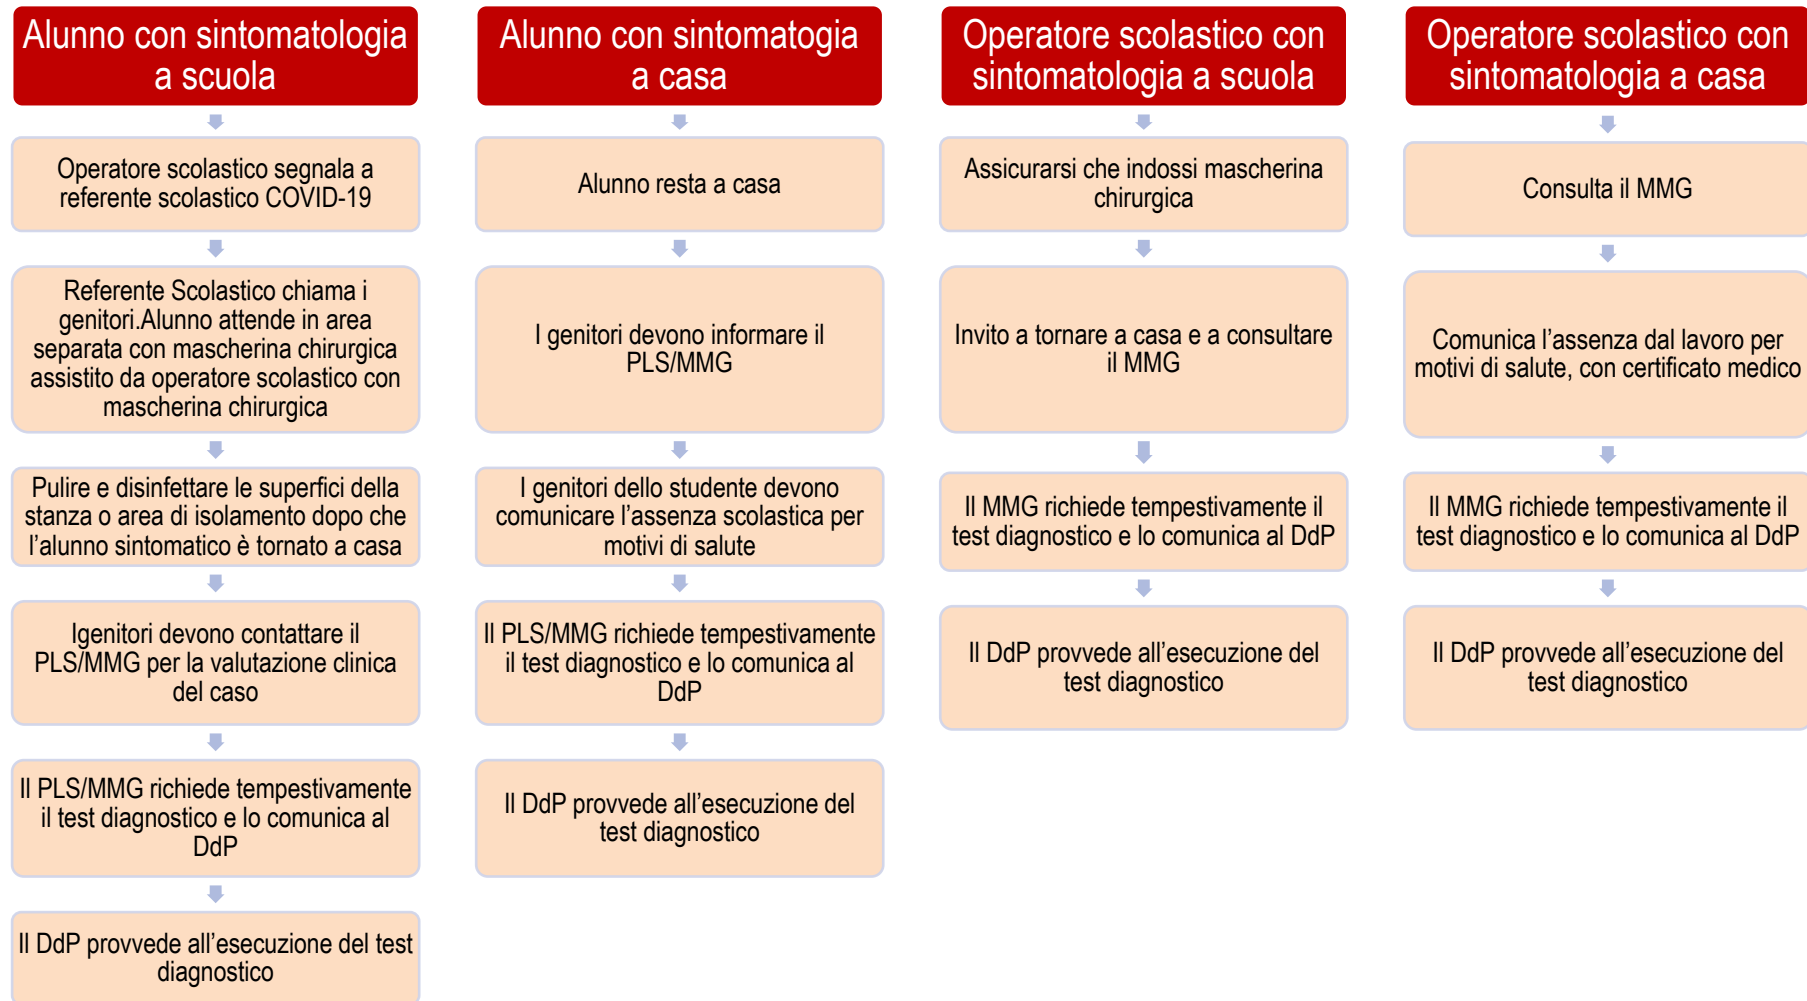 Alunno con sintomatologia
a scuola
Operatore scolastico segnala a
referente scolastico COVID-19
Referente Scolastico chiama i
genitori.Alunno attende in area
separata con mascherina chirurgica
assistito da operatore scolastico con
mascherina chirurgica
Pulire e disinfettare le superfici della
stanza o area di isolamento dopo che
l'alunno sintomatico è tornato a casa
Igenitori devono contattare il
PLS/MMG per la valutazione clinica
del caso
Il PLS/MMG richiede tempestivamente
il test diagnostico e lo comunica al
DdP
Il DdP provvede all'esecuzione del test
diagnostico
Alunno con sintomatogia
a casa
Alunno resta a casa
I genitori devono informare il
PLS/MMG
I genitori dello studente devono
comunicare l'assenza scolastica per
motivi di salute
Il PLS/MMG richiede tempestivamente
il test diagnostico e lo comunica al
DdP
Il DdP provvede all'esecuzione del
test diagnostico
Operatore scolastico con
sintomatologia a scuola
Assicurarsi che indossi mascherina
chirurgica
Invito a tornare a casa e a consultare
il MMG
Il MMG richiede tempestivamente il
test diagnostico e lo comunica al DdP
Il DdP provvede all'esecuzione del
test diagnostico
Operatore scolastico con
sintomatologia a casa
Consulta il MMG
Comunica l'assenza dal lavoro per
motivi di salute, con certificato medico
Il MMG richiede tempestivamente il
test diagnostico e lo comunica al DdP
Il DdP provvede all'esecuzione del
test diagnostico